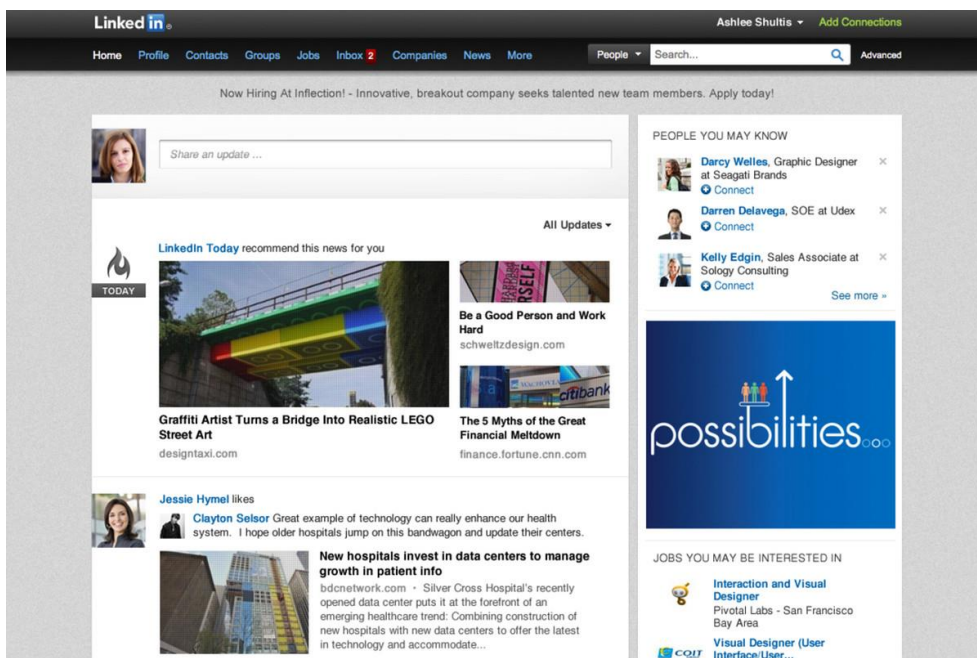 Linked in
Ashlee Shultis
Add Connections
Home Profile Contacts Groups Jobs Inbox 2 Companies News More
People
Search...
Advanced
Now Hiring At Inflection! - Innovative, breakout company seeks talented new team members. Apply today!
Share an update ...
All Updates
TODAY
LinkedIn Today recommend this news for you
Graffiti Artist Turns a Bridge Into Realistic LEGO
Street Art
designtaxi.com
HARD
RSELF
Be a Good Person and Work
Hard
schweltzdesign.com
WACHOVIA
citibank
The 5 Myths of the Great
Financial Meltdown
finance.fortune.cnn.com
Jessie Hymel likes
Clayton Selsor Great example of technology can really enhance our health
system. I hope older hospitals jump on this bandwagon and update their centers.
New hospitals invest in data centers to manage
growth in patient info
bdcnetwork.com · Silver Cross Hospital's recently
opened data center puts it at the forefront of an
emerging healthcare trend: Combining construction of
new hospitals with new data centers to offer the latest
in technology and accommodate...
PEOPLE YOU MAY KNOW
Darcy Welles, Graphic Designer
at Seagati Brands
Connect
Darren Delavega, SOE at Udex
Connect
Kelly Edgin, Sales Associate at
Sology Consulting
Connect
See more »
possibilities...
JOBS YOU MAY BE INTERESTED IN
Interaction and Visual
Designer
Pivotal Labs - San Francisco
Bay Area
COIT
Visual Designer (User
Interface/User...